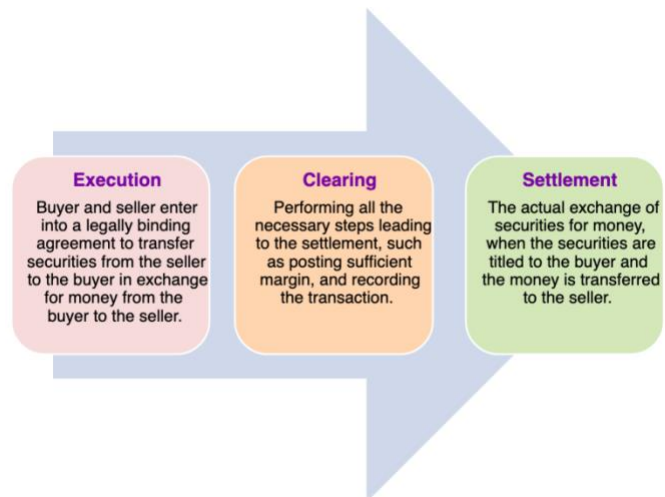 Execution
Buyer and seller enter
into a legally binding
agreement to transfer
securities from the seller
to the buyer in exchange
for money from the
buyer to the seller.
Clearing
Performing all the
necessary steps leading
to the settlement, such
as posting sufficient
margin, and recording
the transaction.
Settlement
The actual exchange of
securities for money,
when the securities are
titled to the buyer and
the money is transferred
to the seller.